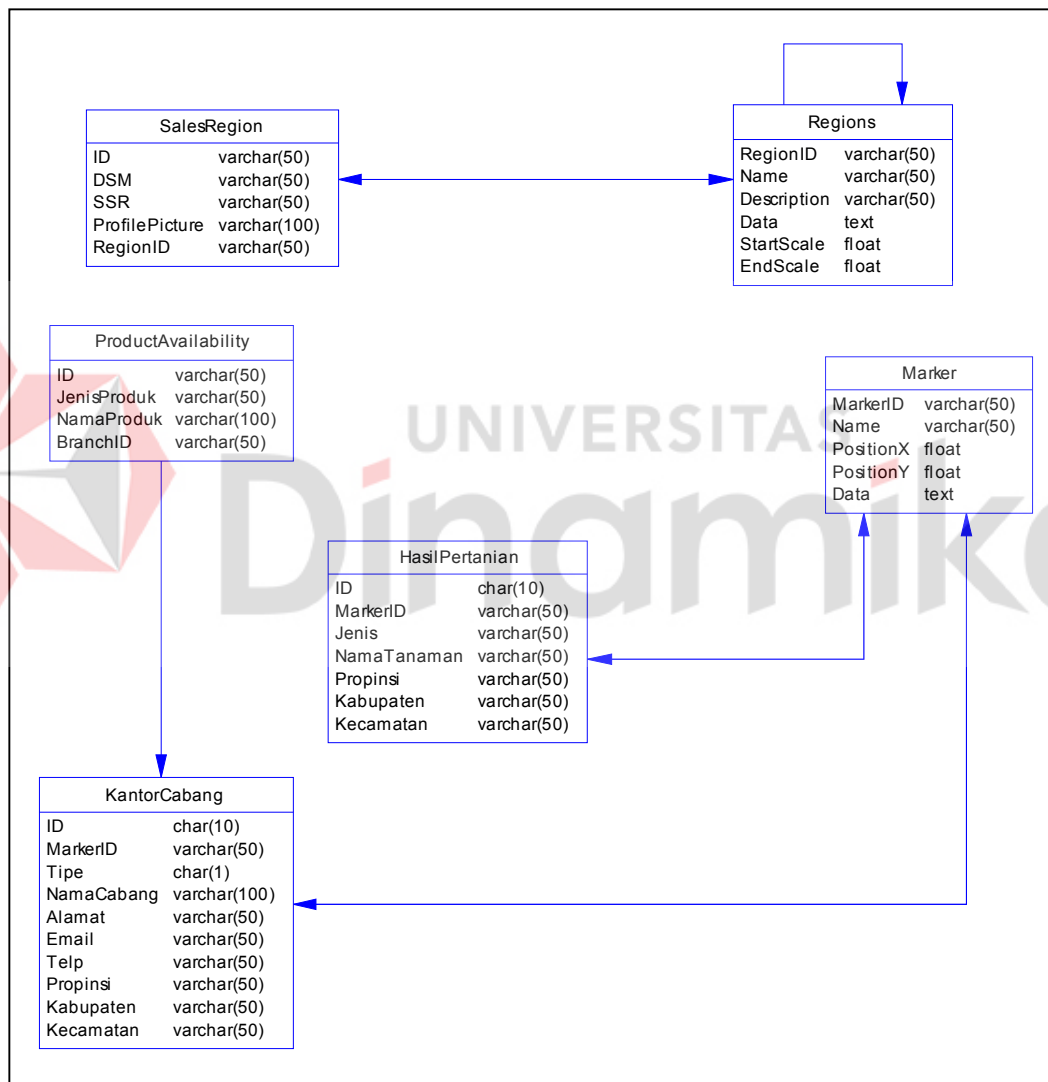 SalesRegion
ID varchar(50)
DSM varchar(50)
SSR varchar(50)
ProfilePicture varchar(100)
RegionID varchar(50)
Regions
RegionID varchar(50)
Name varchar(50)
Description varchar(50)
Data text
StartScale float
EndScale float
ProductAvailability
ID varchar(50)
JenisProduk varchar(50)
NamaProduk varchar(100)
BranchID varchar(50)
Marker
MarkerID varchar(50)
Name varchar(50)
PositionX float
PositionY float
Data text
UNIVERSITAS
Dinamika
HasilPertanian
ID char(10)
MarkerID varchar(50)
Jenis varchar(50)
NamaTanaman varchar(50)
Propinsi varchar(50)
Kabupaten varchar(50)
Kecamatan varchar(50)
KantorCabang
ID char(10)
MarkerID varchar(50)
Tipe char(1)
NamaCabang varchar(100)
Alamat varchar(50)
Email varchar(50)
Telp varchar(50)
Propinsi varchar(50)
Kabupaten varchar(50)
Kecamatan varchar(50)